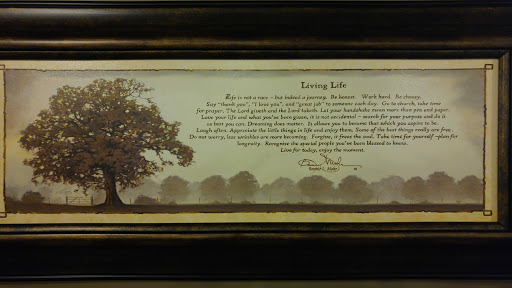 Living Life
Life is not a race – but indeed a journey. Be honest. Work hard. Be choosy.
Say "thank you", "I love you", and "great job" to someone each day. Go to church, take time
for prayer. The Lord giveth and the Lord taketh. Let your handshake mean more than pen and paper.
Love your life and what you've been given, it is not accidental – search for your purpose and do it
as best you can. Dreaming does matter. It allows you to become that which you aspire to be.
Laugh often. Appreciate the little things in life and enjoy them. Some of the best things really are free.
Do not worry, less wrinkles are more becoming. Forgive, it frees the soul. Take time for yourself – plan for
longevity. Recognize the special people you've been blessed to know.
Live for today, enjoy the moment.
Bonnie L. Mohr